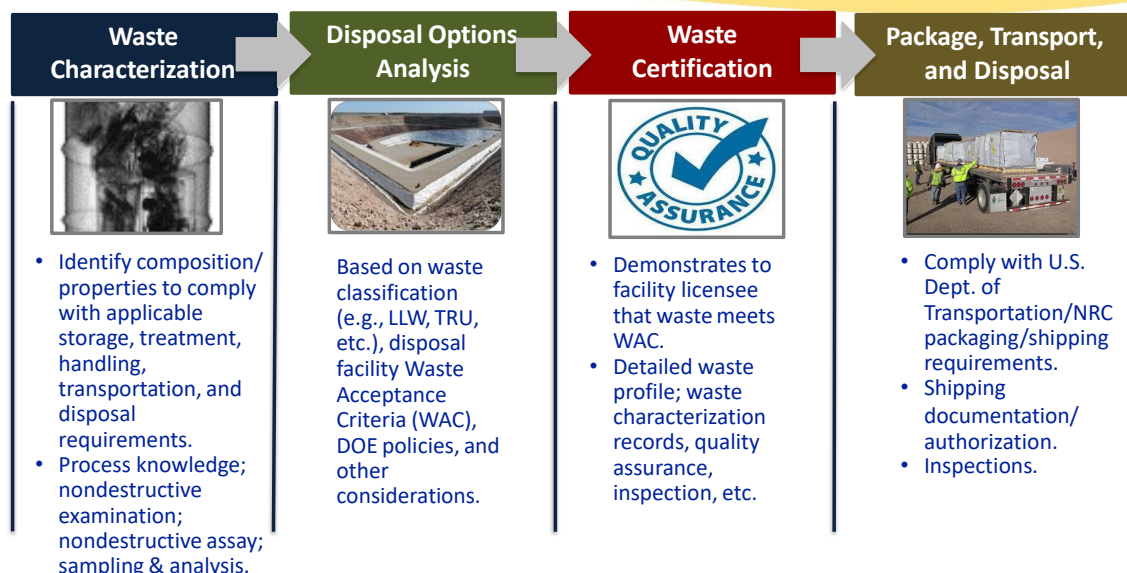 Waste
Characterization
Disposal Options
Analysis
Waste
Certification
Package, Transport,
and Disposal
QUALITY
ASSURANCE
• Identify composition/
properties to comply
with applicable
storage, treatment,
handling,
transportation, and
disposal
requirements.
• Process knowledge;
nondestructive
examination;
nondestructive assay;
sampling & analysis.
Based on waste
classification
(e.g., LLW, TRU,
etc.), disposal
facility Waste
Acceptance
Criteria (WAC),
DOE policies, and
other
considerations.
• Demonstrates to
facility licensee
that waste meets
WAC.
• Detailed waste
profile; waste
characterization
records, quality
assurance,
inspection, etc.
• Comply with U.S.
Dept. of
Transportation/NRC
packaging/shipping
requirements.
• Shipping
documentation/
authorization.
• Inspections.